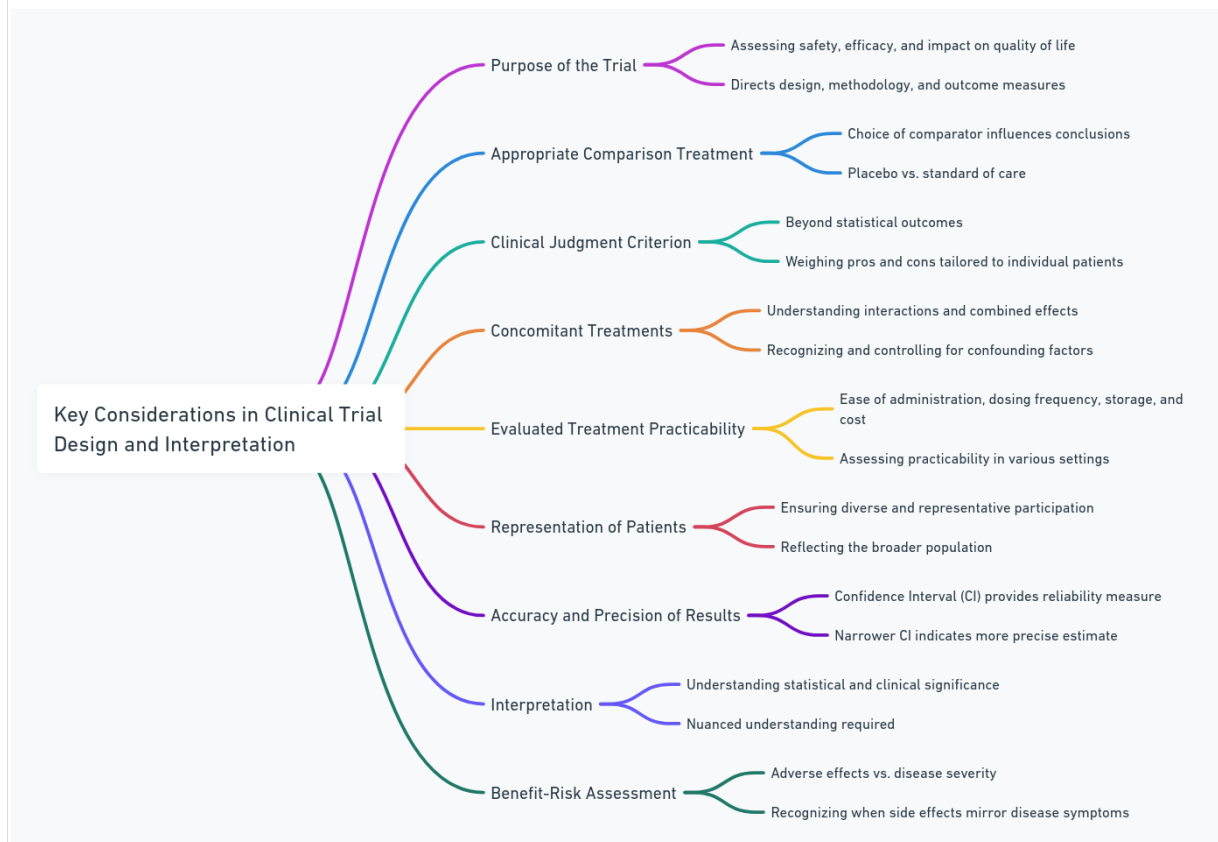 Key Considerations in Clinical Trial
Design and Interpretation
Purpose of the Trial
Assessing safety, efficacy, and impact on quality of life
Directs design, methodology, and outcome measures
Appropriate Comparison Treatment
Choice of comparator influences conclusions
Placebo vs. standard of care
Clinical Judgment Criterion
Beyond statistical outcomes
Weighing pros and cons tailored to individual patients
Concomitant Treatments
Understanding interactions and combined effects
Recognizing and controlling for confounding factors
Evaluated Treatment Practicability
Ease of administration, dosing frequency, storage, and
cost
Assessing practicability in various settings
Representation of Patients
Ensuring diverse and representative participation
Reflecting the broader population
Accuracy and Precision of Results
Confidence Interval (CI) provides reliability measure
Narrower CI indicates more precise estimate
Interpretation
Understanding statistical and clinical significance
Nuanced understanding required
Benefit-Risk Assessment
Adverse effects vs. disease severity
Recognizing when side effects mirror disease symptoms